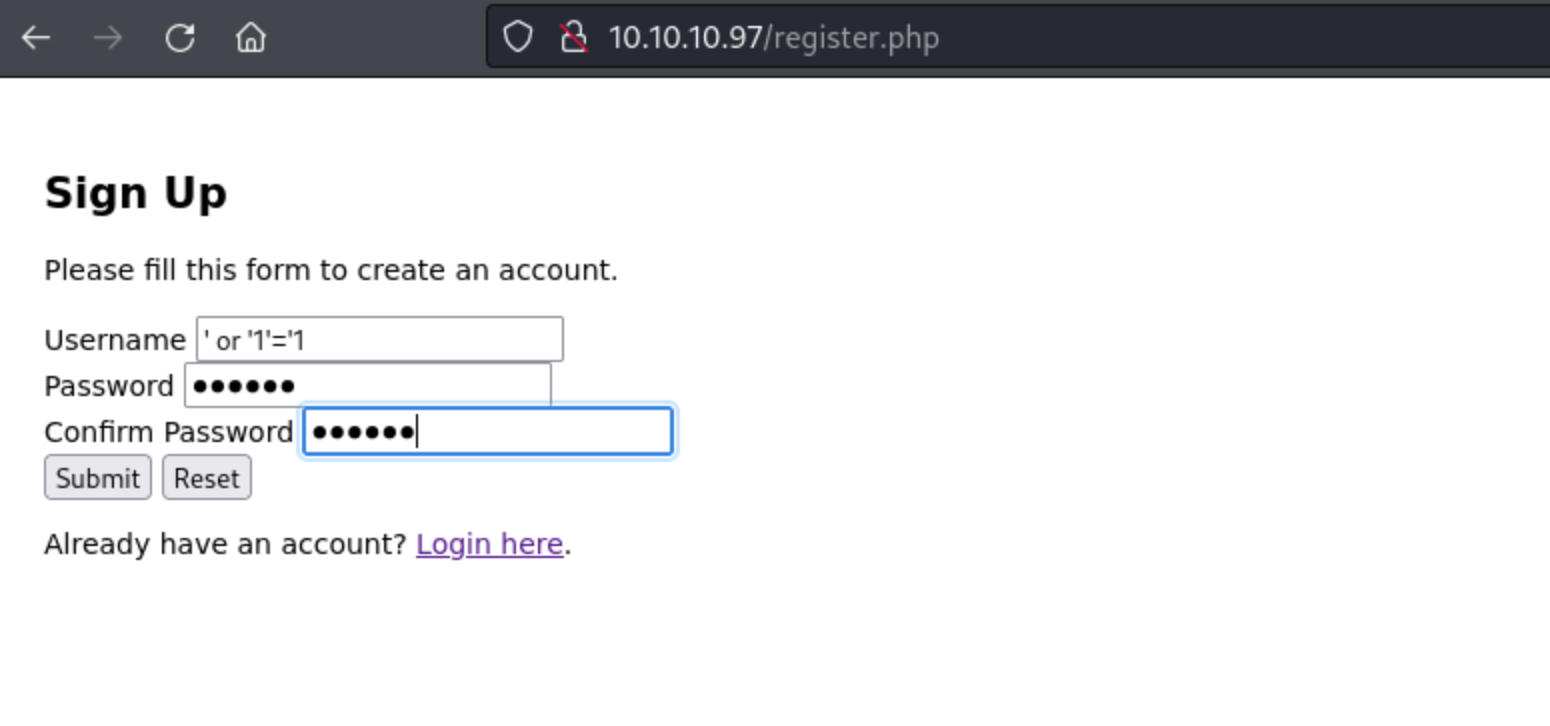 10.10.10.97/register.php
Sign Up
Please fill this form to create an account.
Username ' or '1'='1
Password ●●●●●●
Confirm Password ●●●●●●
Submit Reset
Already have an account? Login here.